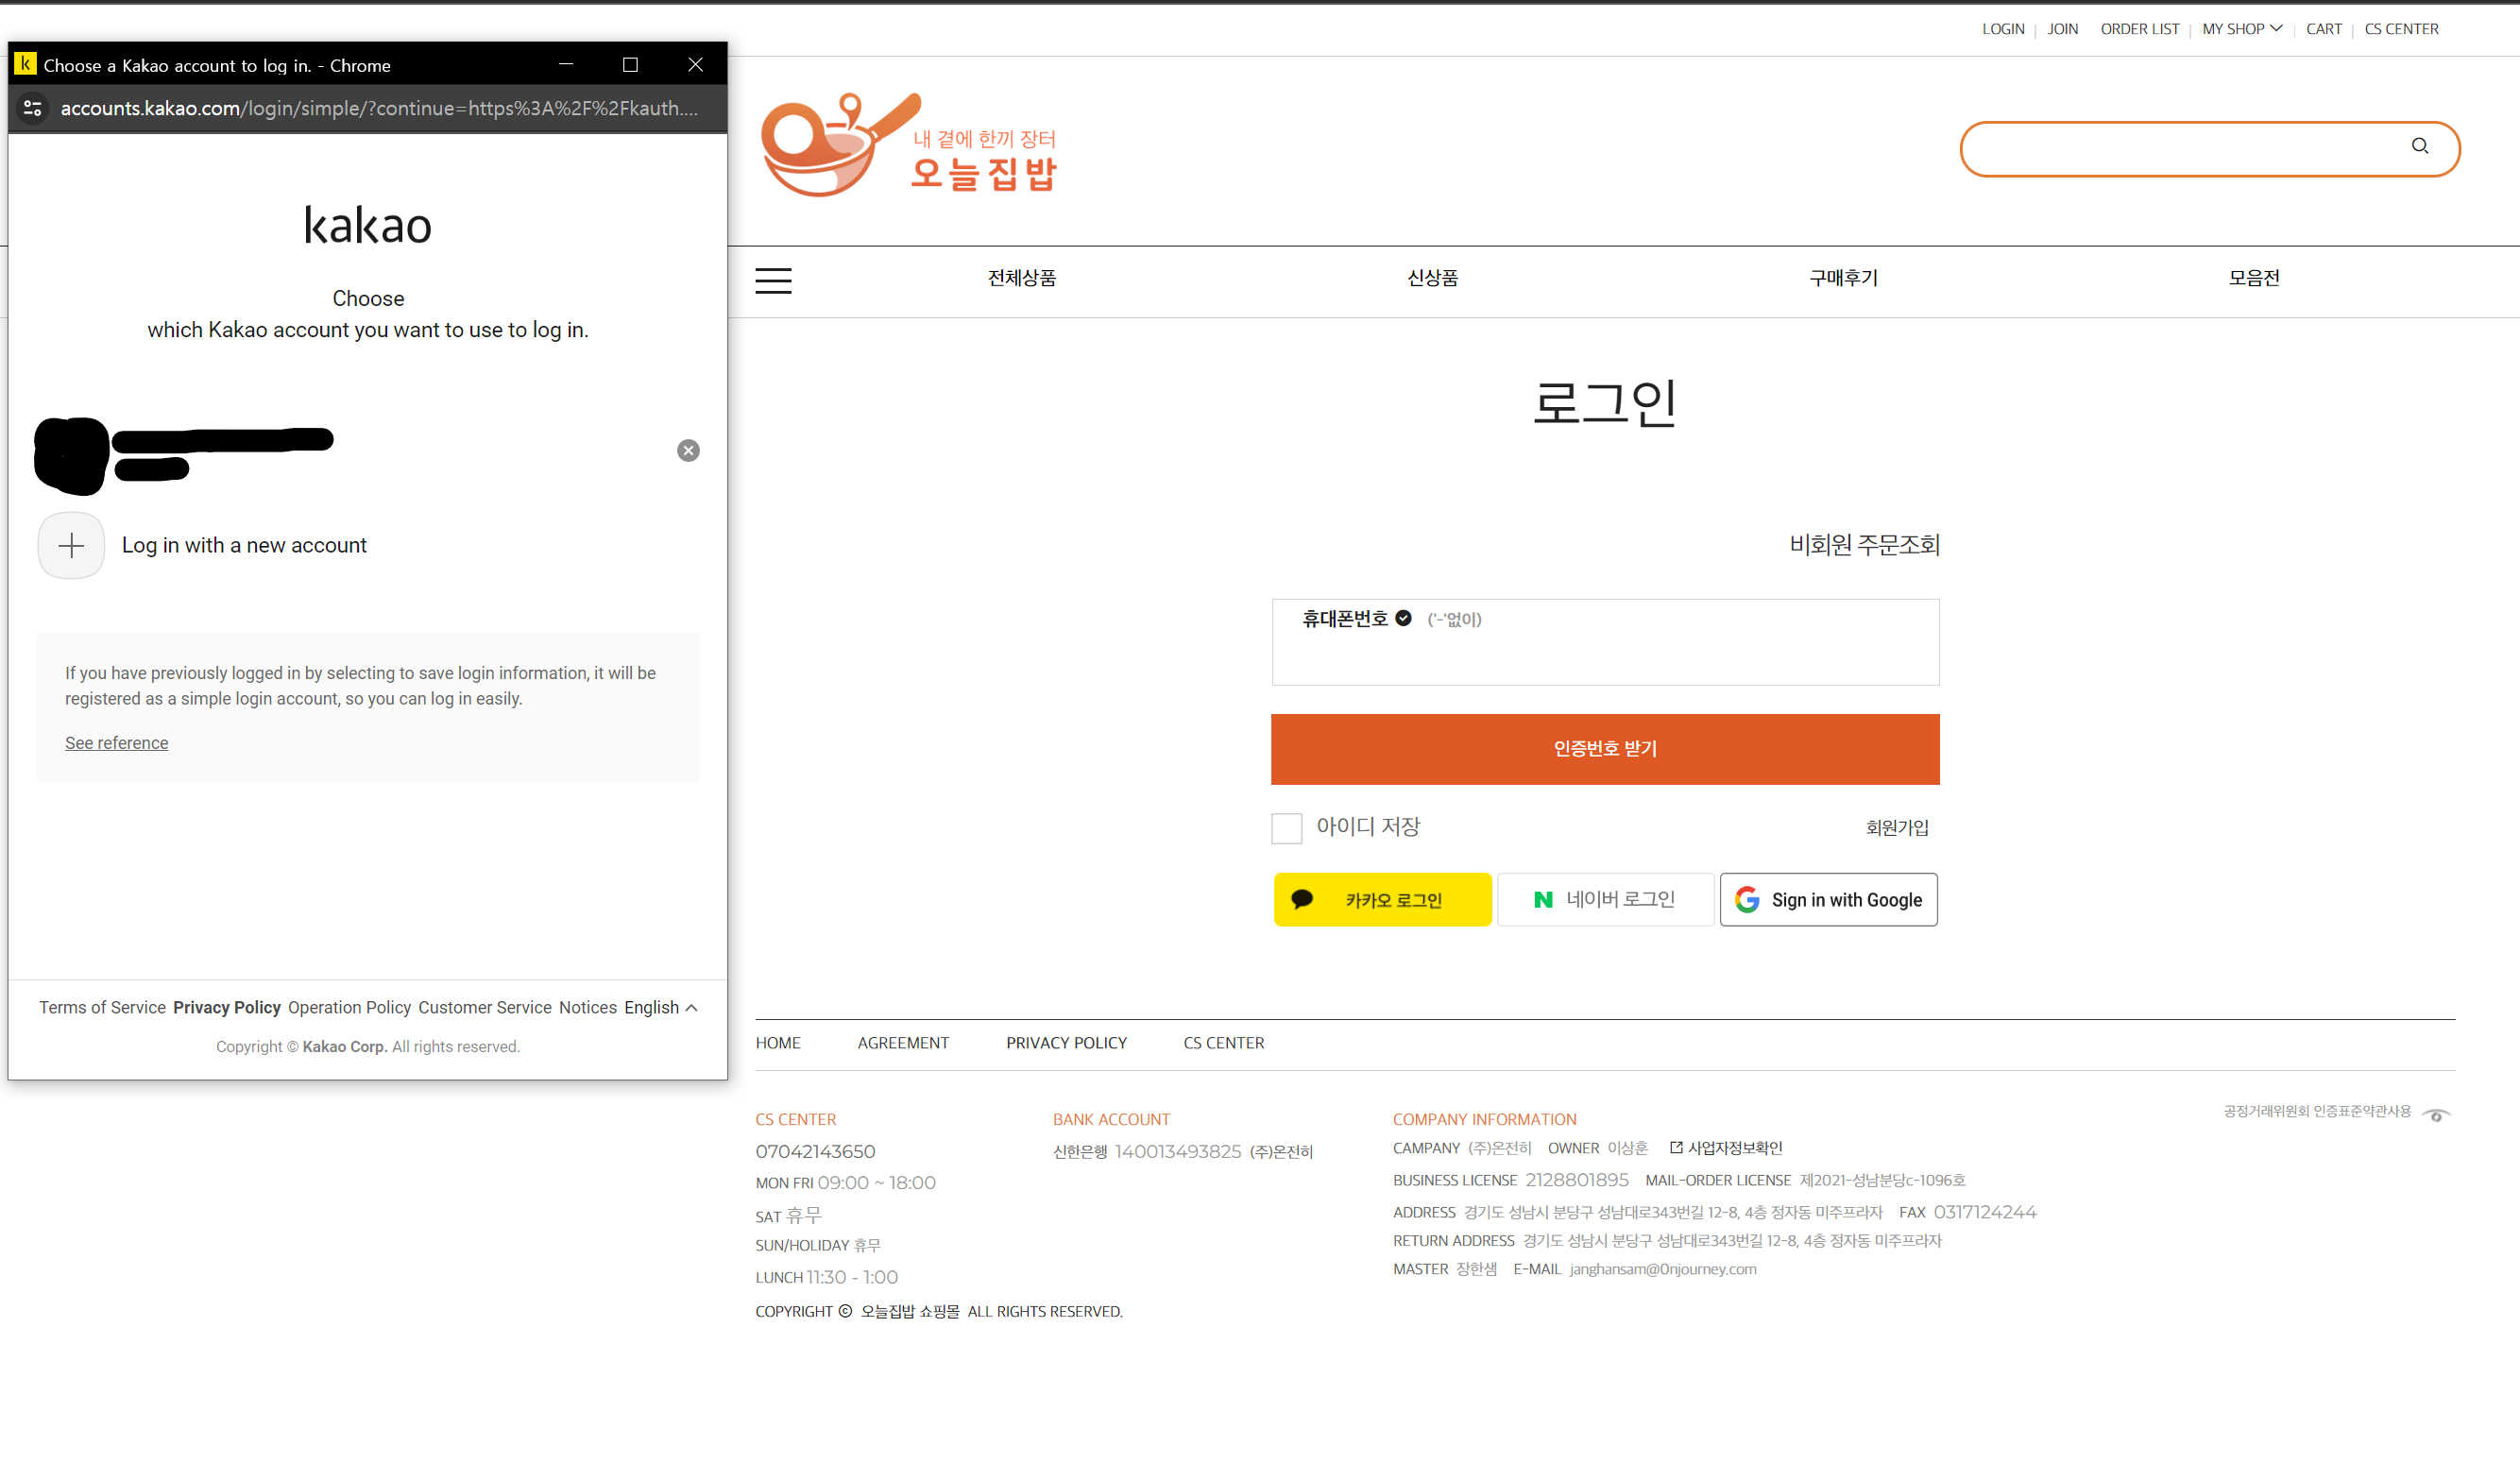 LOGIN JOIN ORDER LIST MY SHOP CART CS CENTER
k Choose a Kakao account to log in. - Chrome
accounts.kakao.com/login/simple/?continue=https%3A%2F%2Fkauth....
kakao
Choose
which Kakao account you want to use to log in.
Log in with a new account
If you have previously logged in by selecting to save login information, it will be
registered as a simple login account, so you can log in easily.
See reference
Terms of Service Privacy Policy Operation Policy Customer Service Notices English
Copyright © Kakao Corp. All rights reserved.
내 곁에 한끼 장터
오늘집밥
전체상품 신상품 구매후기 모음전
로그인
비회원 주문조회
휴대폰번호 ('-'없이)
인증번호 받기
아이디 저장 회원가입
카카오 로그인 N 네이버 로그인 G Sign in with Google
HOME AGREEMENT PRIVACY POLICY CS CENTER
CS CENTER
07042143650
MON FRI 09:00 ~ 18:00
SAT 휴무
SUN/HOLIDAY 휴무
LUNCH 11:30 - 1:00
BANK ACCOUNT
신한은행 140013493825 (주)온전히
COMPANY INFORMATION
CAMPANY (주)온전히 OWNER 이상훈 사업자정보확인
BUSINESS LICENSE 2128801895 MAIL-ORDER LICENSE 제2021-성남분당c-1096호
ADDRESS 경기도 성남시 분당구 성남대로343번길 12-8, 4층 정자동 미주프라자 FAX 0317124244
RETURN ADDRESS 경기도 성남시 분당구 성남대로343번길 12-8, 4층 정자동 미주프라자
MASTER 장한샘 E-MAIL janghansam@0njourney.com
공정거래위원회 인증표준약관사용
COPYRIGHT ⓒ 오늘집밥 쇼핑몰 ALL RIGHTS RESERVED.